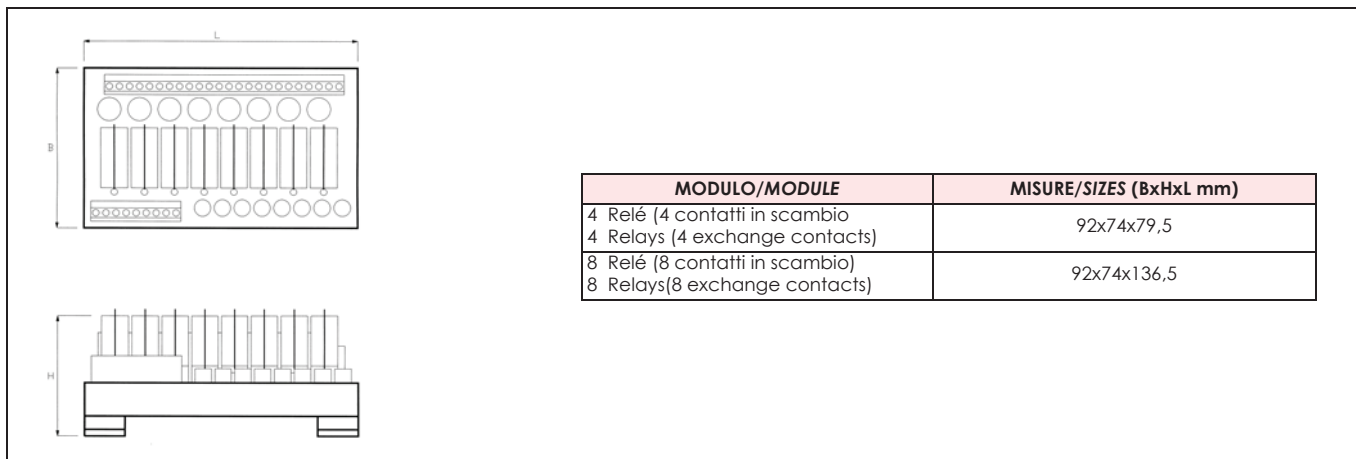 L
B
H
MODULO/MODULE MISURE/SIZES (BxHxL mm)
4 Relé (4 contatti in scambio
4 Relays (4 exchange contacts)
92x74x79,5
8 Relé (8 contatti in scambio)
8 Relays(8 exchange contacts)
92x74x136,5